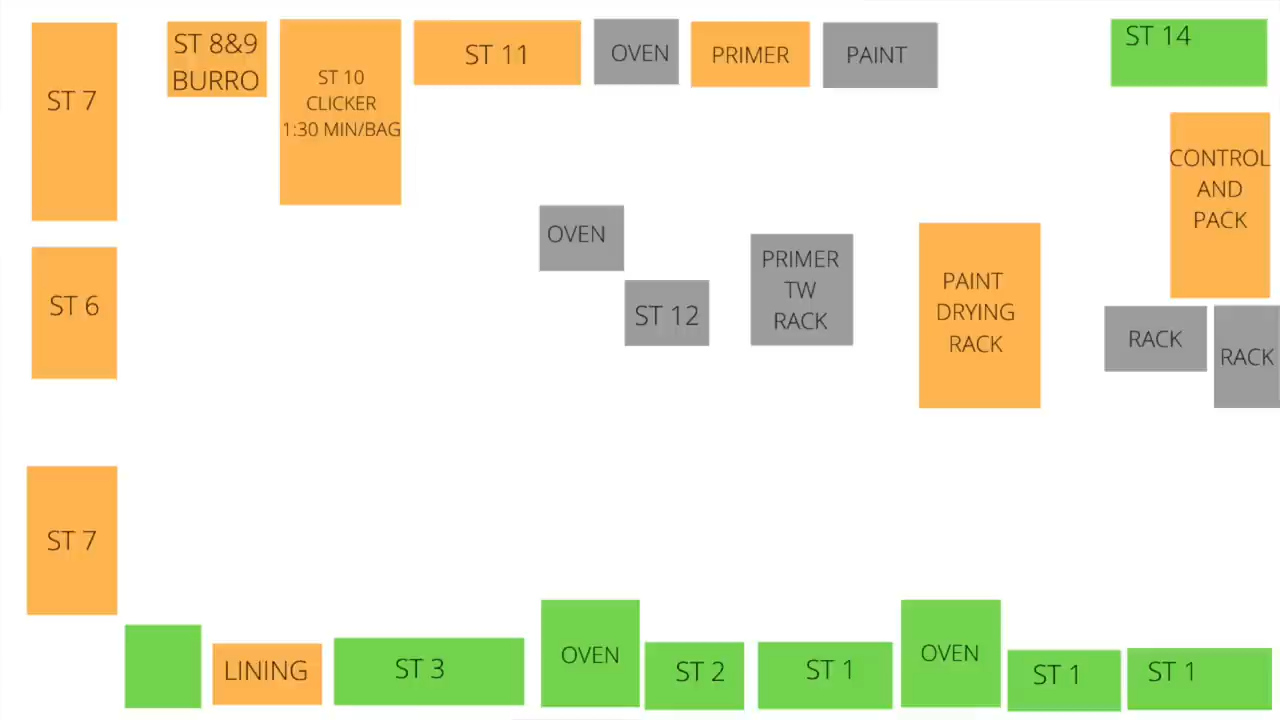 ST 7
ST 8&9
BURRO
ST 10
CLICKER
1:30 MIN/BAG
ST 11
OVEN
PRIMER
PAINT
ST 14
CONTROL
AND
PACK
OVEN
ST 12
PRIMER
TW
RACK
PAINT
DRYING
RACK
RACK
RACK
ST 6
ST 7
LINING
ST 3
OVEN
ST 2
ST 1
OVEN
ST 1
ST 1